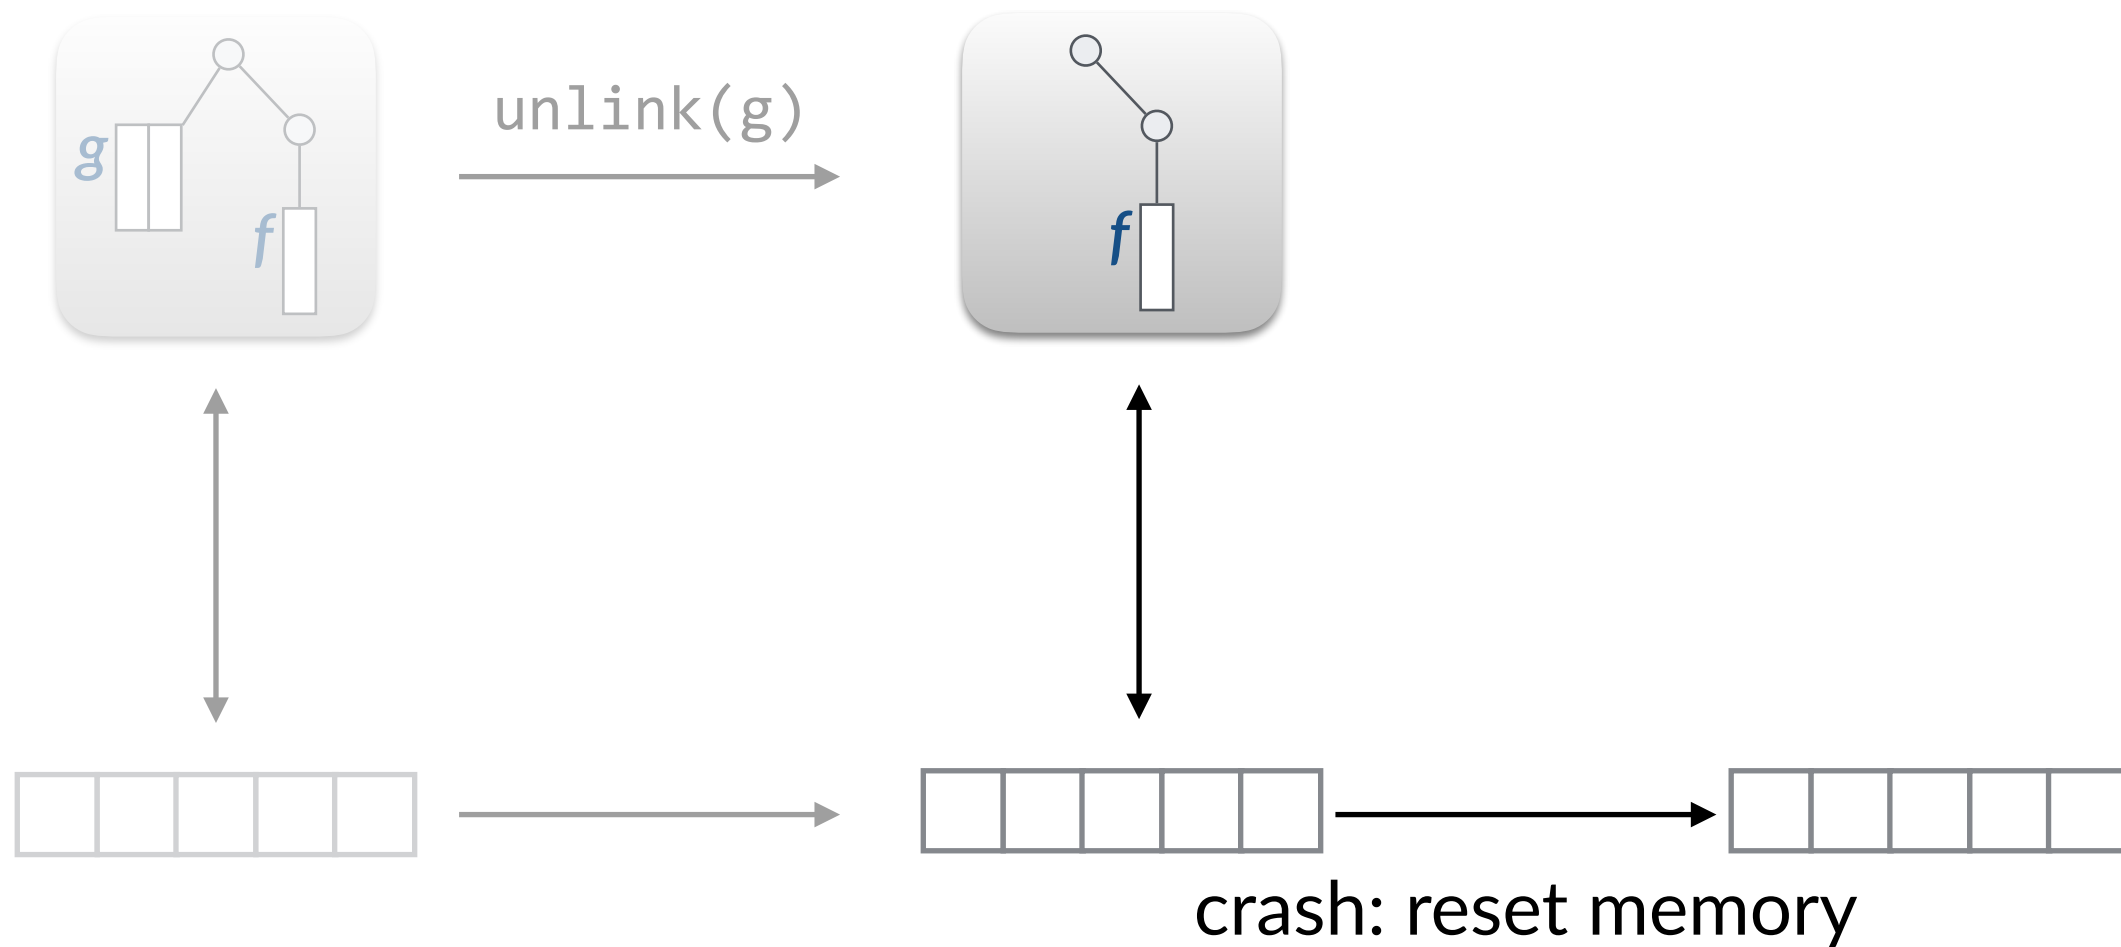 unlink(g)
g
f
f
crash: reset memory